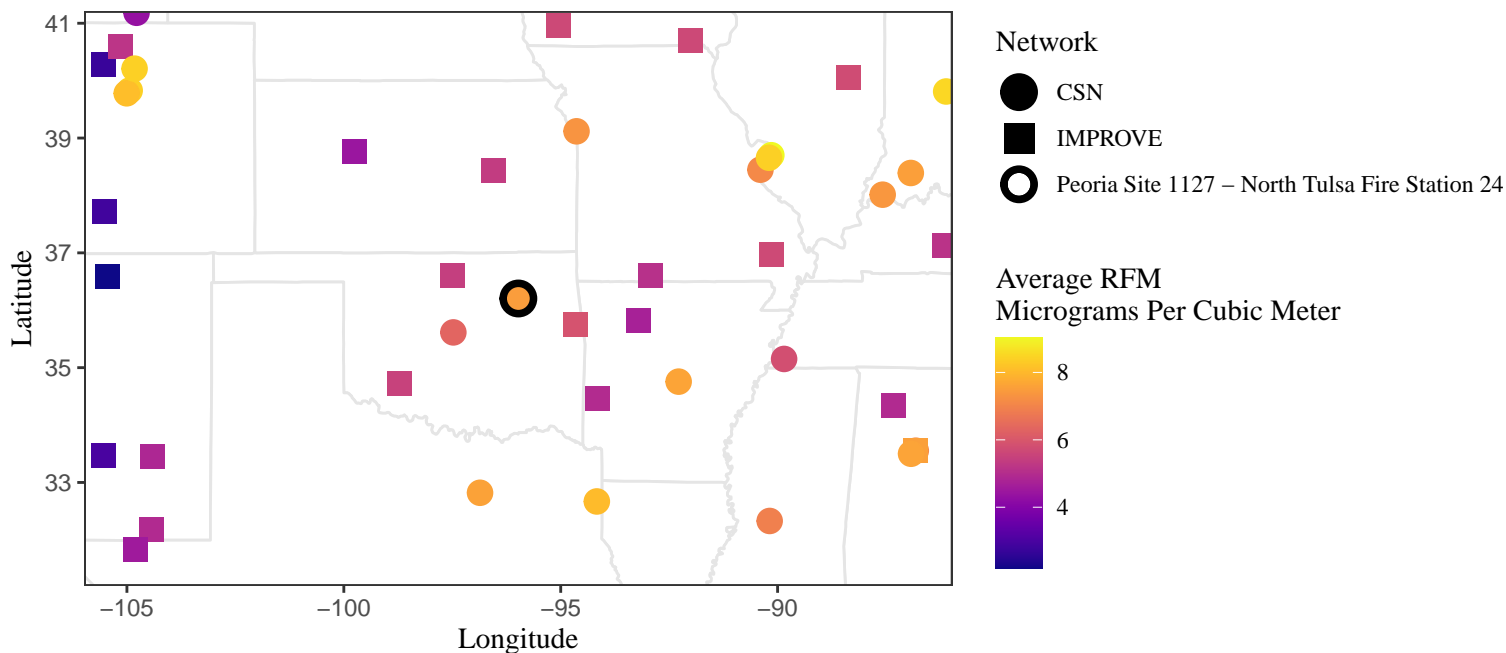 41
39
37
35
33
Latitude
−105
−100
−95
−90
Longitude
Network
CSN
IMPROVE
Peoria Site 1127 – North Tulsa Fire Station 24
Average RFM
Micrograms Per Cubic Meter
8
6
4